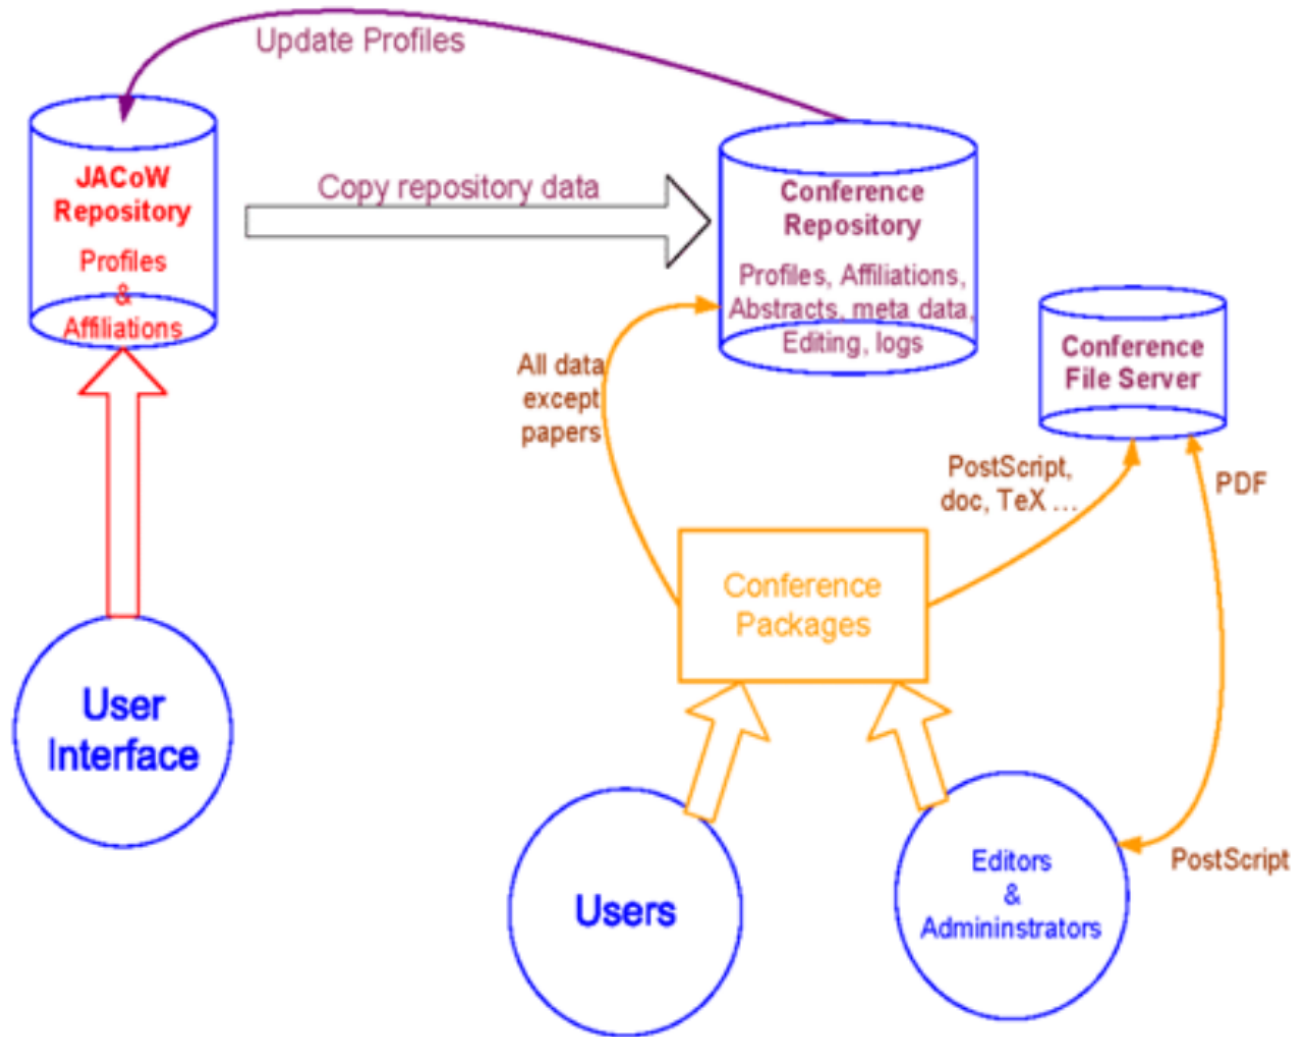 Update Profiles
JACoW
Repository
Profiles
&
Affiliations
Copy repository data
Conference
Repository
Profiles, Affiliations,
Abstracts, meta data,
Editing, logs
Conference
File Server
All data
except
papers
PostScript,
doc, TeX ...
PDF
Conference
Packages
User
Interface
Users
Editors
&
Admininstrators
PostScript